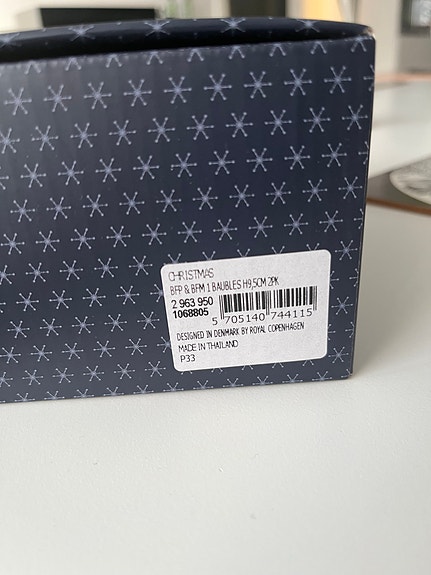 CHRISTMAS
BFP & BFM 1 BAUBLES H9,5CM 2PK
2 963 950
1068805
5 705140 744115
DESIGNED IN DENMARK BY ROYAL COPENHAGEN
MADE IN THAILAND
P33